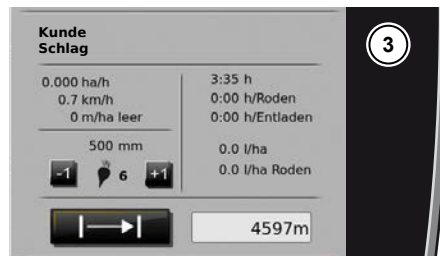 Kunde
Schlag
3
0.000 ha/h
0.7 km/h
0 m/ha leer
3:35 h
0:00 h/Roden
0:00 h/Entladen
500 mm
-1
6
+1
0.0 l/ha
0.0 l/ha Roden
4597m